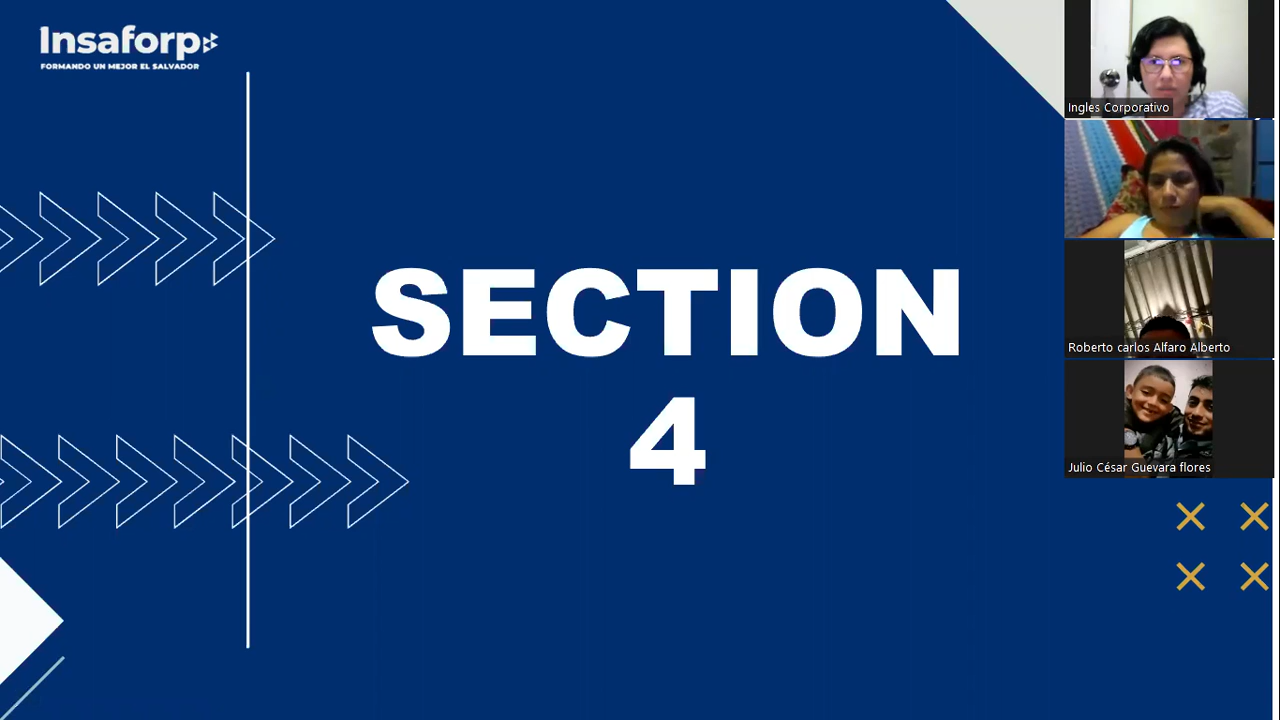 Insaforp
FORMANDO UN MEJOR EL SALVADOR
SECTION
4
Ingles Corporativo
Roberto carlos Alfaro Alberto
Julio César Guevara flores